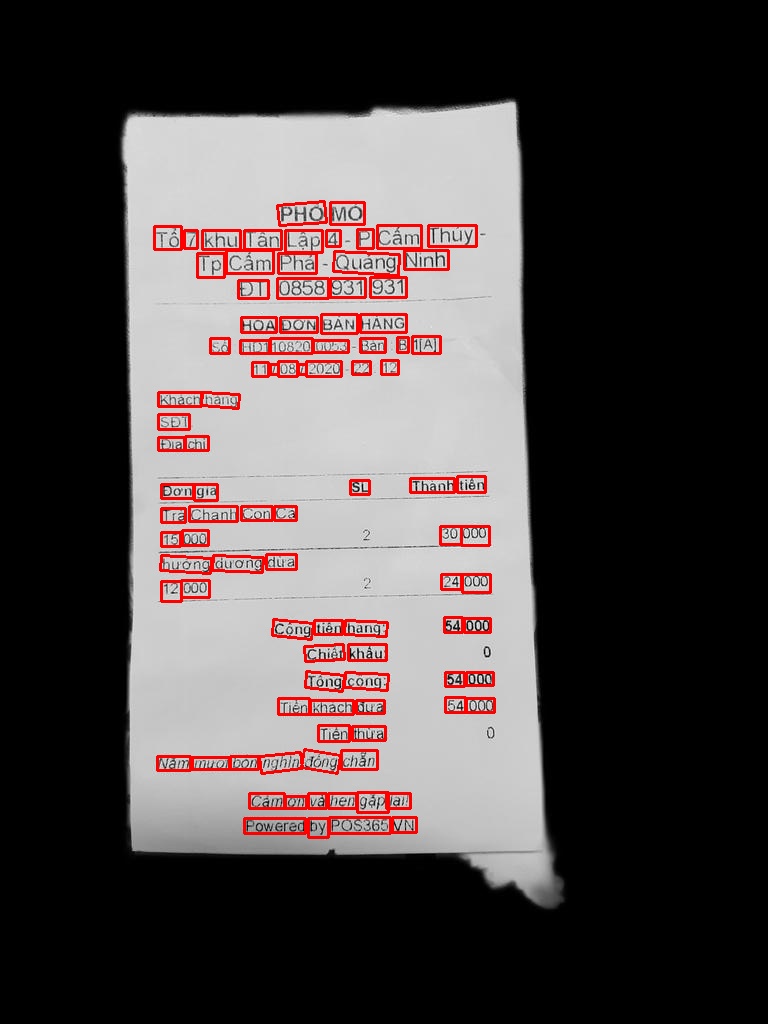 PHỐ MỎ
Tổ 7 khu Tân Lập 4 - P Cẩm Thủy -
Tp Cẩm Phả - Quảng Ninh
ĐT 0858 931 931
HÓA ĐƠN BÁN HÀNG
Số HD110820 0053 - Bàn B 1[A]
11/08/2020 - 22 : 12
Khách hàng
SĐT
Địa chỉ
Đơn giá SL Thành tiền
Trà Chanh Con Cá
15 000 2 30 000
hướng dương dừa
12 000 2 24 000
Cộng tiền hàng: 54 000
Chiết khấu: 0
Tổng cộng: 54 000
Tiền khách đưa 54 000
Tiền thừa 0
Năm mươi bốn nghìn đồng chẵn
Cảm ơn và hẹn gặp lại!
Powered by POS365 VN